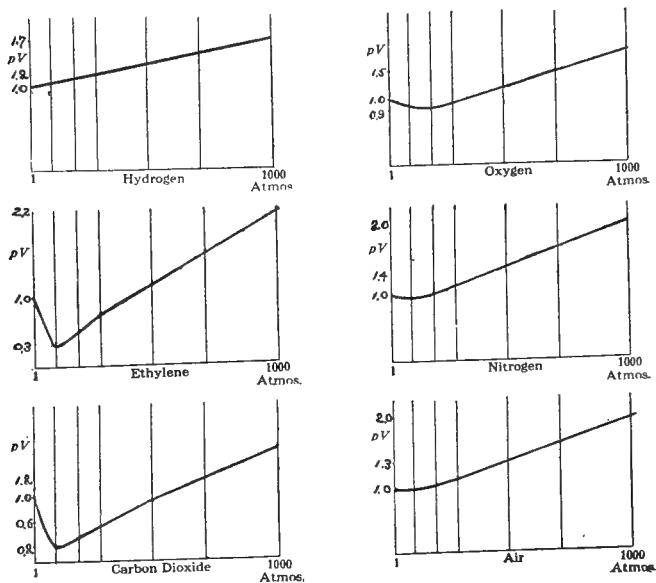 1.7
pV
1.2
1.0
1
Hydrogen
1000
Atmos.
pV
1.5
1.0
0.9
1
Oxygen
1000
Atmos.
2.2
pV
1.0
0.3
1
Ethylene
1000
Atmos.
2.0
pV
1.4
1.0
1
Nitrogen
1000
Atmos.
pV
1.2
1.0
0.6
0.2
1
Carbon Dioxide
1000
Atmos.
2.0
pV
1.3
1.0
1
Air
1000
Atmos.